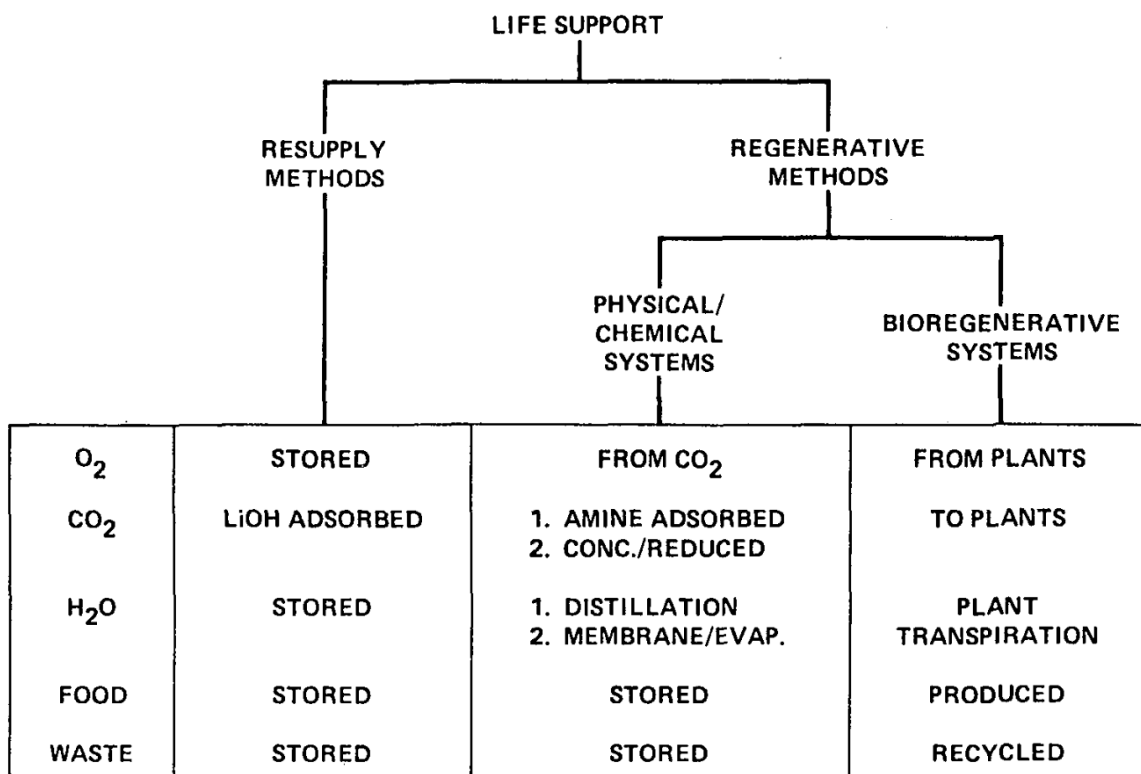 LIFE SUPPORT
RESUPPLY
METHODS
REGENERATIVE
METHODS
PHYSICAL/
CHEMICAL
SYSTEMS
BIOREGENERATIVE
SYSTEMS
O₂ STORED FROM CO₂ FROM PLANTS
CO₂ LiOH ADSORBED 1. AMINE ADSORBED TO PLANTS
2. CONC./REDUCED
H₂O STORED 1. DISTILLATION PLANT
2. MEMBRANE/EVAP. TRANSPIRATION
FOOD STORED STORED PRODUCED
WASTE STORED STORED RECYCLED